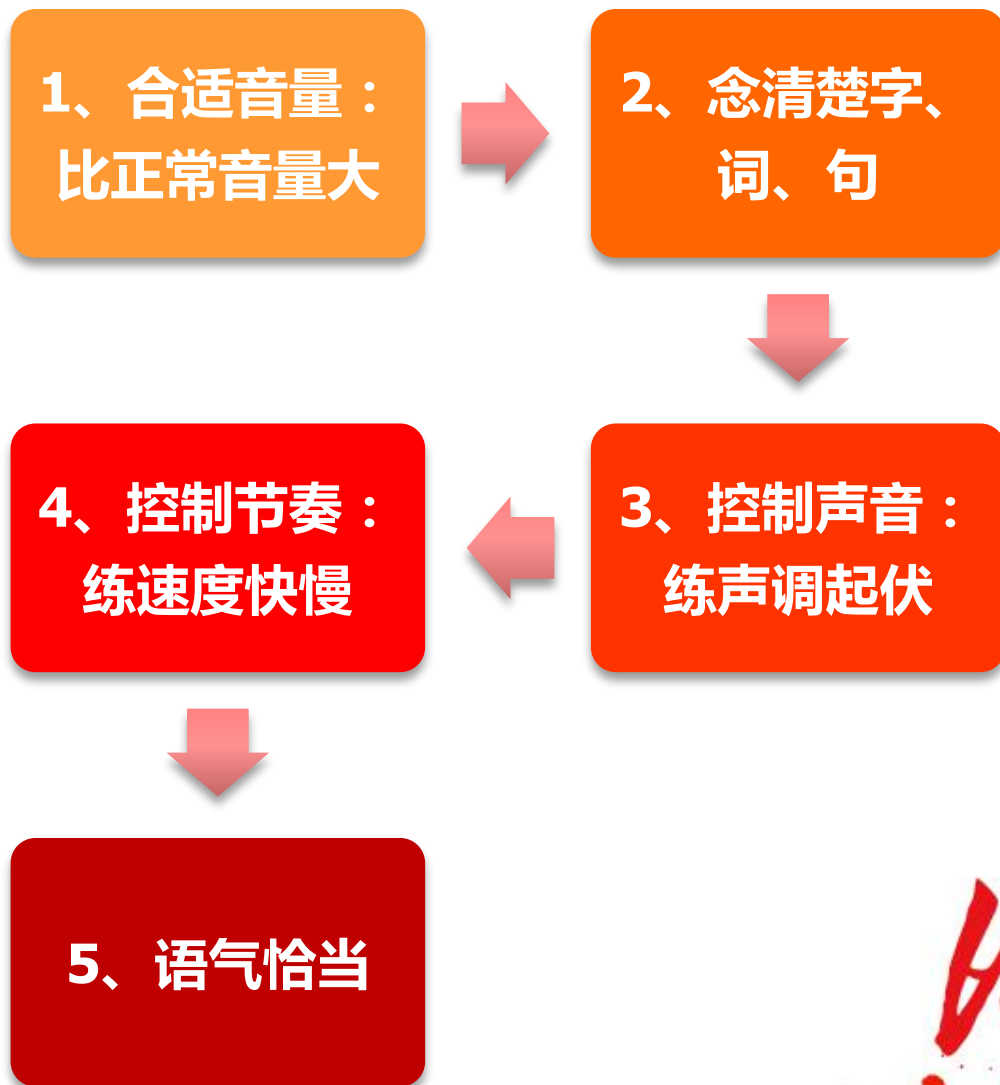 1、合适音量：
比正常音量大
2、念清楚字、
词、句
3、控制声音：
练声调起伏
4、控制节奏：
练速度快慢
5、语气恰当